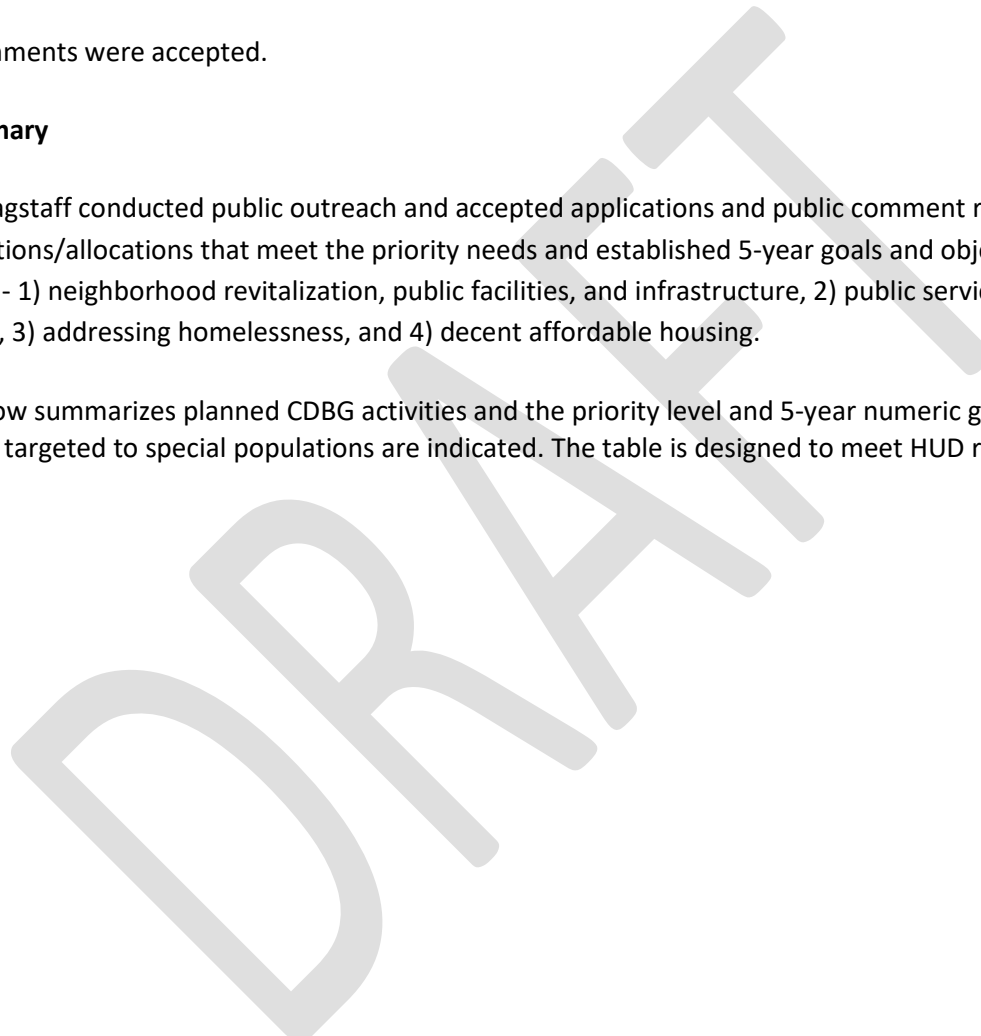 ments were accepted.
nary
gstaff conducted public outreach and accepted applications and public comment
tions/allocations that meet the priority needs and established 5-year goals and
- 1) neighborhood revitalization, public facilities, and infrastructure, 2) public
, 3) addressing homelessness, and 4) decent affordable housing.
ow summarizes planned CDBG activities and the priority level and 5-year numeric
targeted to special populations are indicated. The table is designed to meet HUD
DRAFT